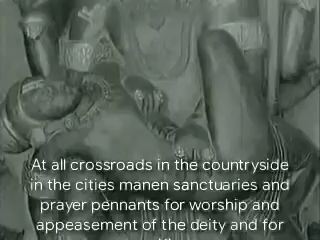 At all crossroads in the countryside
in the cities manen sanctuaries and
prayer pennants for worship and
appeasement of the deity and for